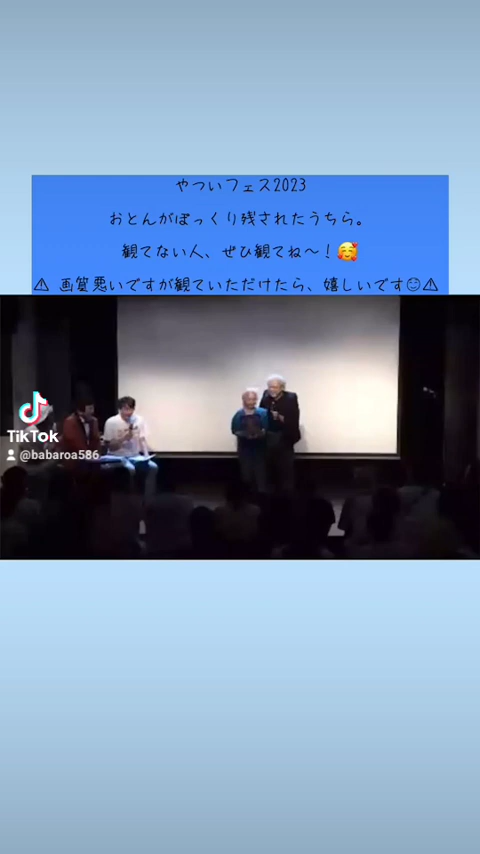 やついフェス2023
おとんがぽっくり残されたうちら。
観てない人、ぜひ観てね〜！🥰
⚠ 画質悪いですが観ていただけたら、嬉しいです☺⚠
TikTok
@babaroa586